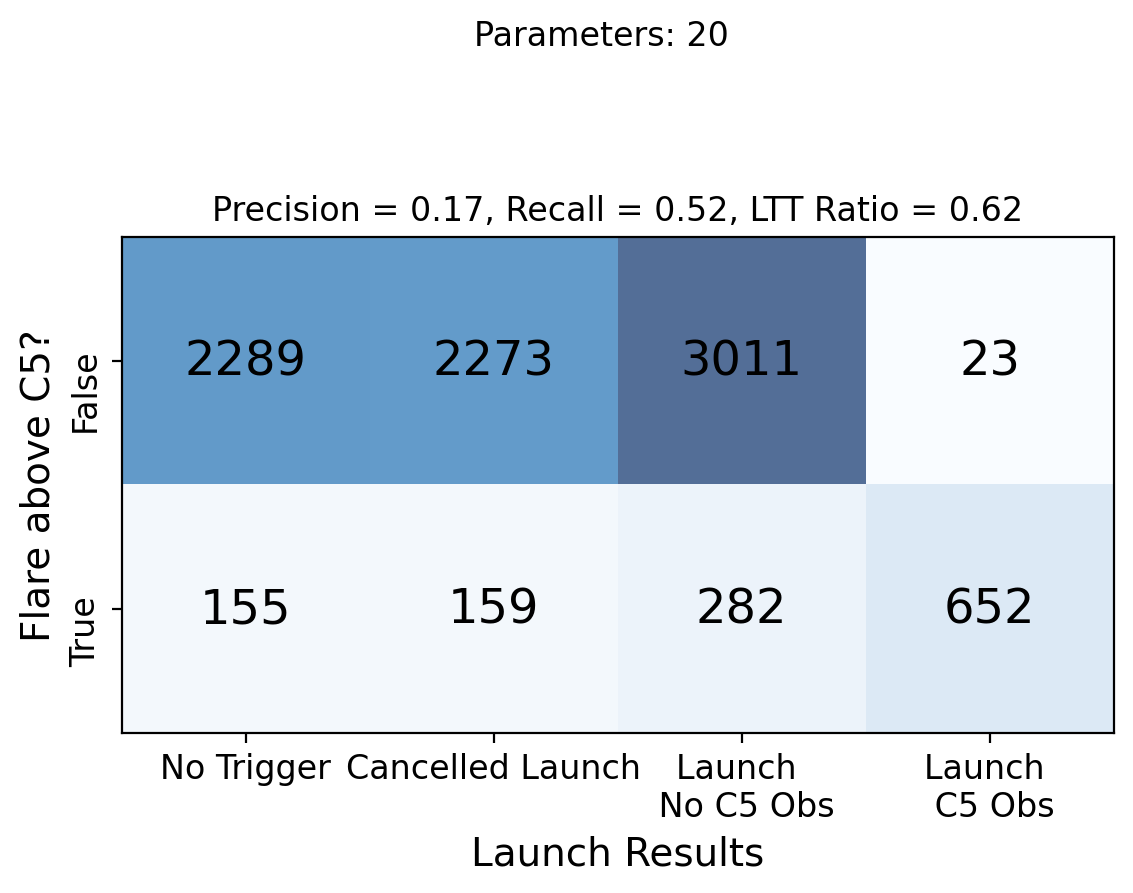 Parameters: 20
Precision = 0.17, Recall = 0.52, LTT Ratio = 0.62
Flare above C5?
False
2289 2273 3011 23
True
155 159 282 652
No Trigger Cancelled Launch Launch Launch
No C5 Obs C5 Obs
Launch Results